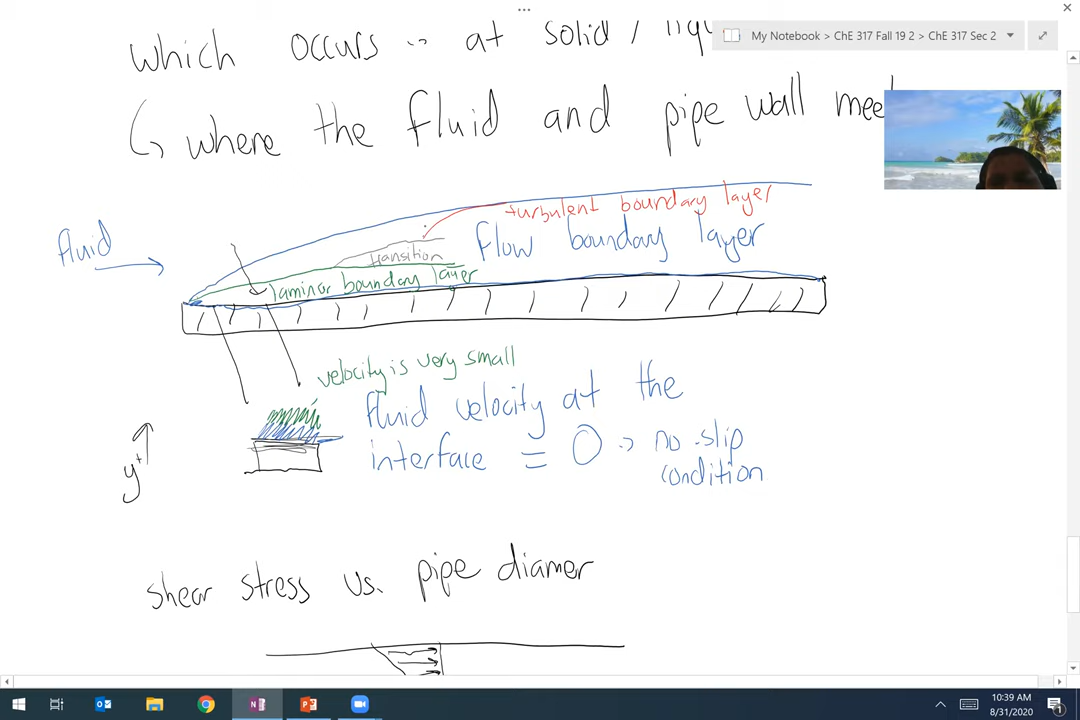 My Notebook > ChE 317 Fall 19 2 > ChE 317 Sec 2
which occurs at solid /
where the fluid and pipe wall
turbulent boundary layer
fluid
flow boundary layer
transition
laminar boundary layer
velocity is very small
fluid velocity at the
interface = 0 no-slip
condition
y+
shear stress vs. pipe diamer
10:39 AM
8/31/2020